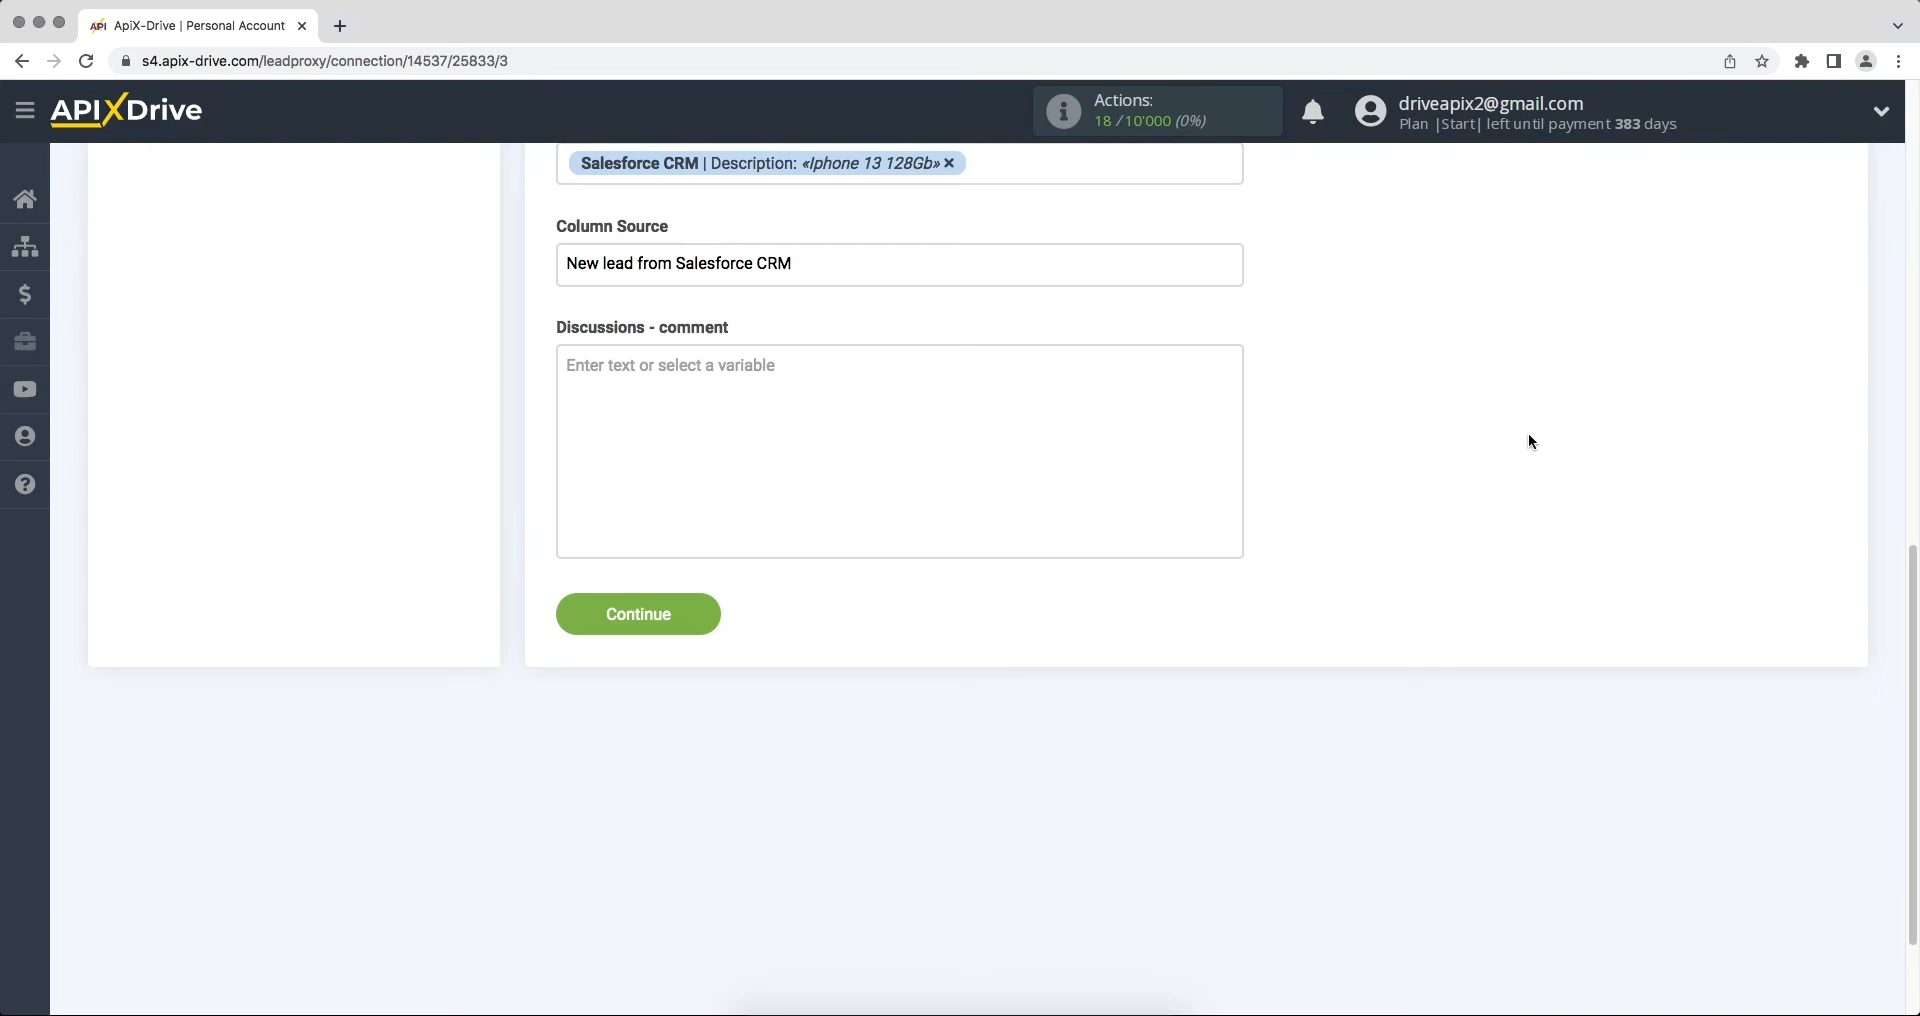 API ApiX-Drive | Personal Account
s4.apix-drive.com/leadproxy/connection/14537/25833/3
APIXDrive
Actions:
18 / 10'000 (0%)
driveapix2@gmail.com
Plan |Start| left until payment 383 days
Salesforce CRM | Description: «Iphone 13 128Gb»
Column Source
New lead from Salesforce CRM
Discussions - comment
Enter text or select a variable
Continue